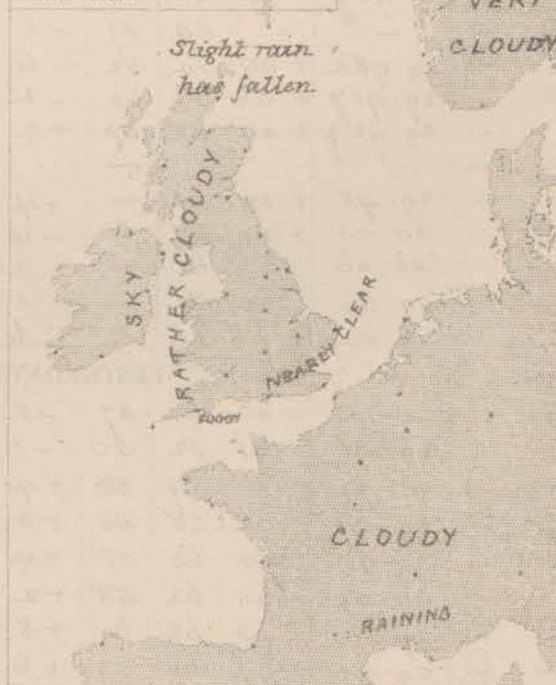 VERY
CLOUDY
Slight rain
has fallen
SKY
RATHER CLOUDY
NEARLY CLEAR
FOGGY
CLOUDY
RAINING